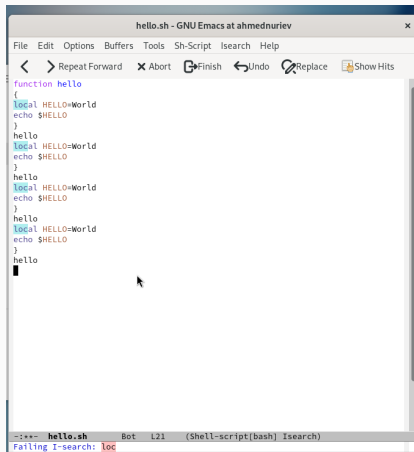 hello.sh - GNU Emacs at ahmednuriev ×
File Edit Options Buffers Tools Sh-Script Isearch Help
Repeat Forward Abort Finish Undo Replace Show Hits
function hello
{
local HELLO=World
echo $HELLO
}
hello
local HELLO=World
echo $HELLO
}
hello
local HELLO=World
echo $HELLO
}
hello
local HELLO=World
echo $HELLO
}
hello
-:**- hello.sh Bot L21 (Shell-script[bash] Isearch)
Failing I-search: loc